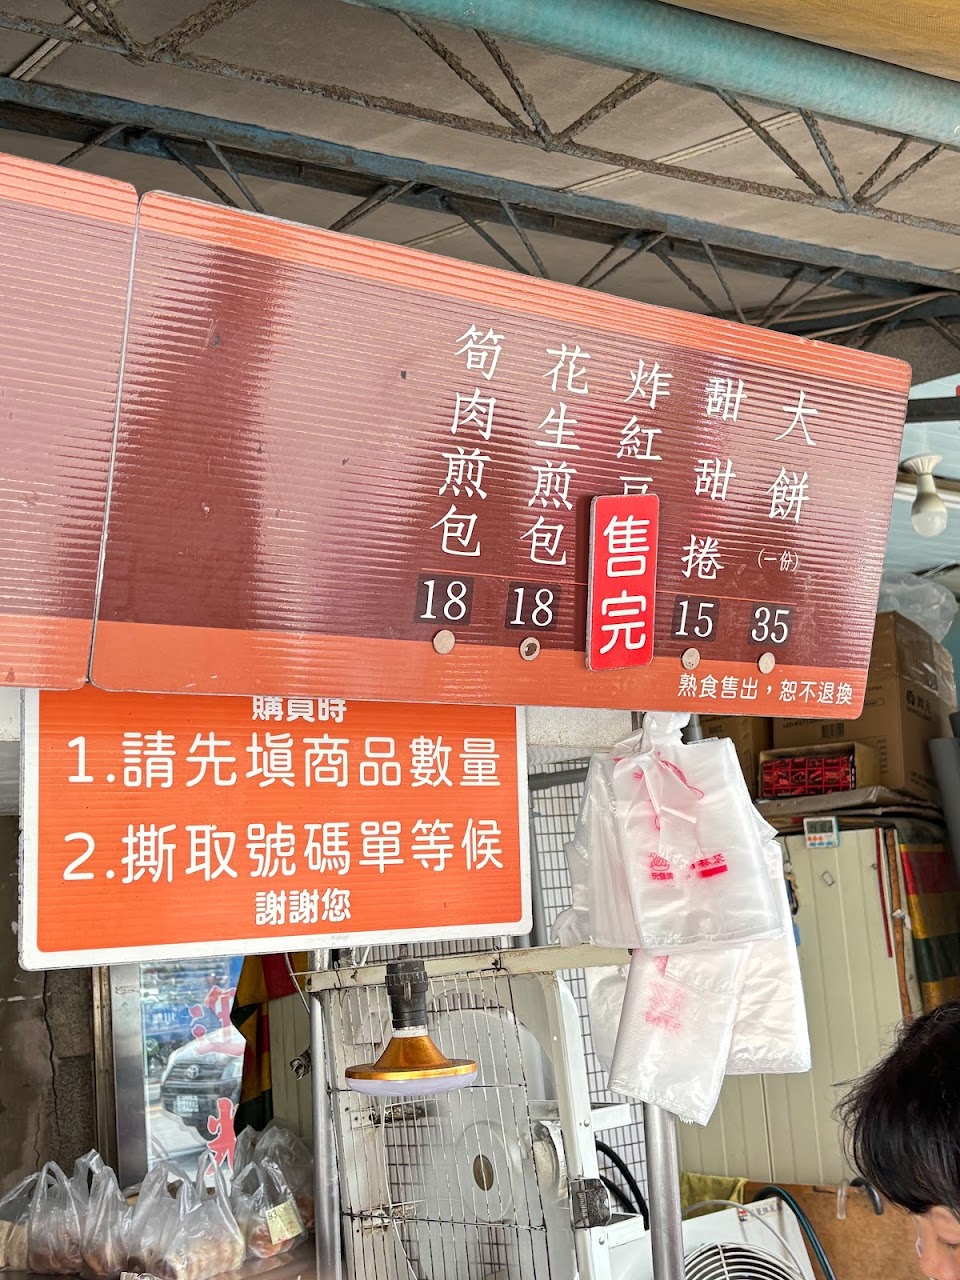 大餅(一份)
35
甜甜捲
15
炸紅豆
售完
花生煎包
18
筍肉煎包
18
熟食售出,恕不退換
購買時
1.請先填商品數量
2.撕取號碼單等候
謝謝您